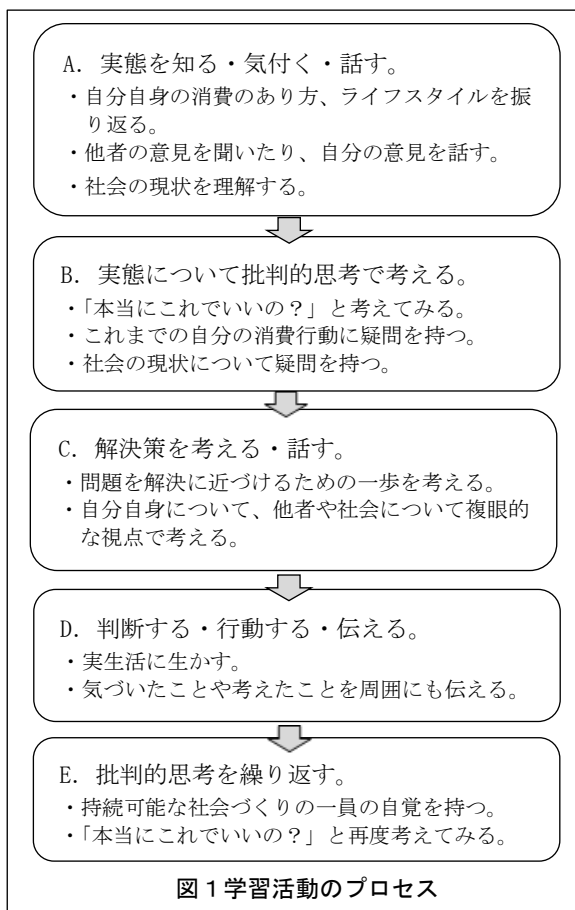 A. 実態を知る・気付く・話す。
・自分自身の消費のあり方、ライフスタイルを振
り返る。
・他者の意見を聞いたり、自分の意見を話す。
・社会の現状を理解する。
B. 実態について批判的思考で考える。
・「本当にこれでいいの？」と考えてみる。
・これまでの自分の消費行動に疑問を持つ。
・社会の現状について疑問を持つ。
C. 解決策を考える・話す。
・問題を解決に近づけるための一歩を考える。
・自分自身について、他者や社会について複眼的
な視点で考える。
D. 判断する・行動する・伝える。
・実生活に生かす。
・気づいたことや考えたことを周囲にも伝える。
E. 批判的思考を繰り返す。
・持続可能な社会づくりの一員の自覚を持つ。
・「本当にこれでいいの？」と再度考えてみる。
図１学習活動のプロセス